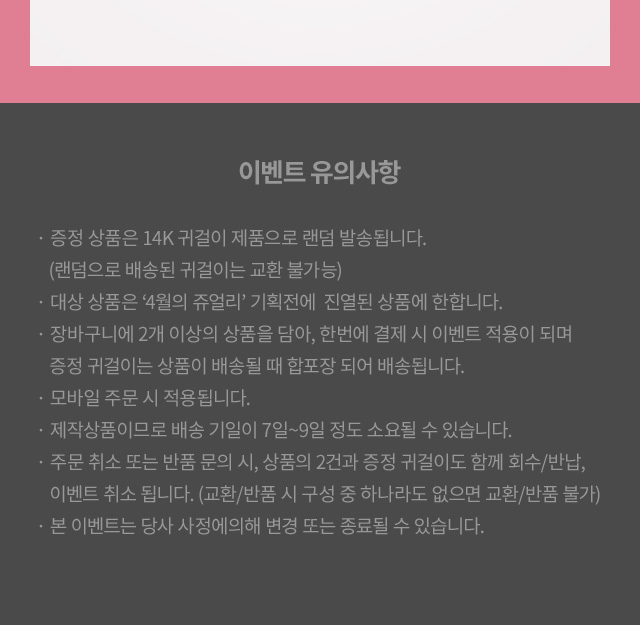 이벤트 유의사항
· 증정 상품은 14K 귀걸이 제품으로 랜덤 발송됩니다.
(랜덤으로 배송된 귀걸이는 교환 불가능)
· 대상 상품은 ‘4월의 쥬얼리’ 기획전에 진열된 상품에 한합니다.
· 장바구니에 2개 이상의 상품을 담아, 한번에 결제 시 이벤트 적용이 되며
증정 귀걸이는 상품이 배송될 때 합포장 되어 배송됩니다.
· 모바일 주문 시 적용됩니다.
· 제작상품이므로 배송 기일이 7일~9일 정도 소요될 수 있습니다.
· 주문 취소 또는 반품 문의 시, 상품의 2건과 증정 귀걸이도 함께 회수/반납,
이벤트 취소 됩니다. (교환/반품 시 구성 중 하나라도 없으면 교환/반품 불가)
· 본 이벤트는 당사 사정에의해 변경 또는 종료될 수 있습니다.